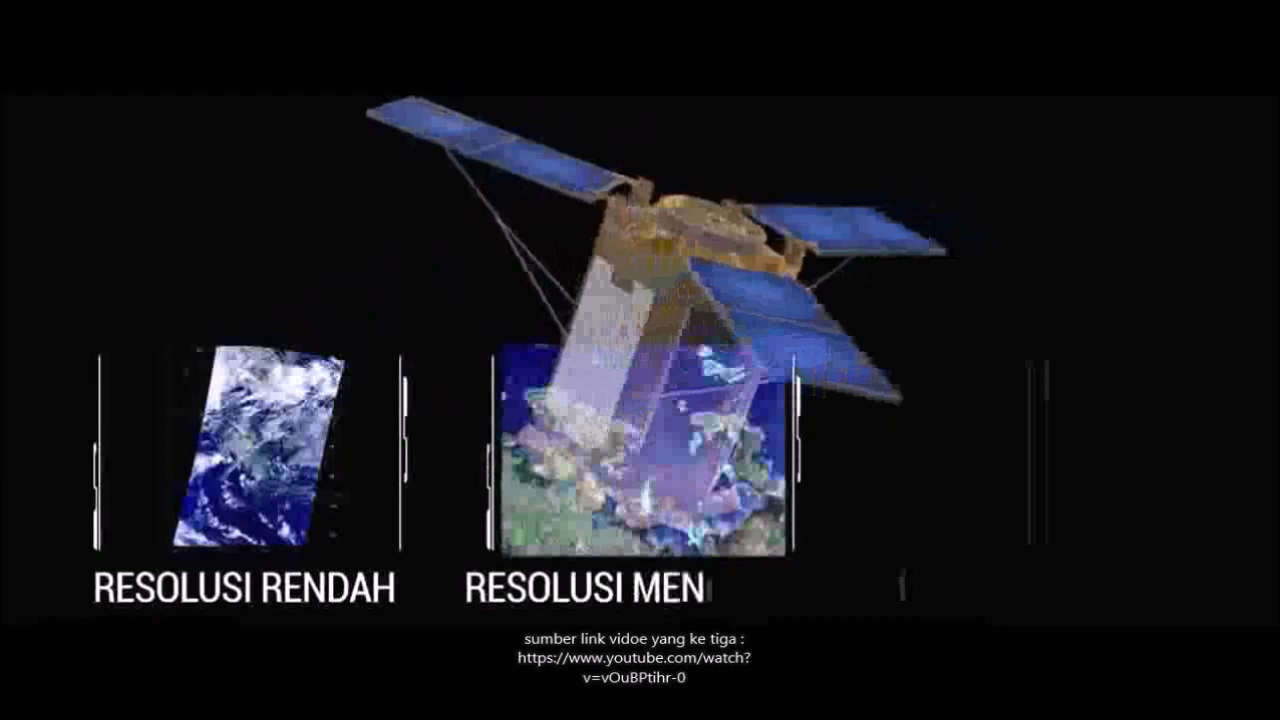 RESOLUSI RENDAH
RESOLUSI MEN
sumber link vidoe yang ke tiga :
https://www.youtube.com/watch?
v=vOuBPtihr-0